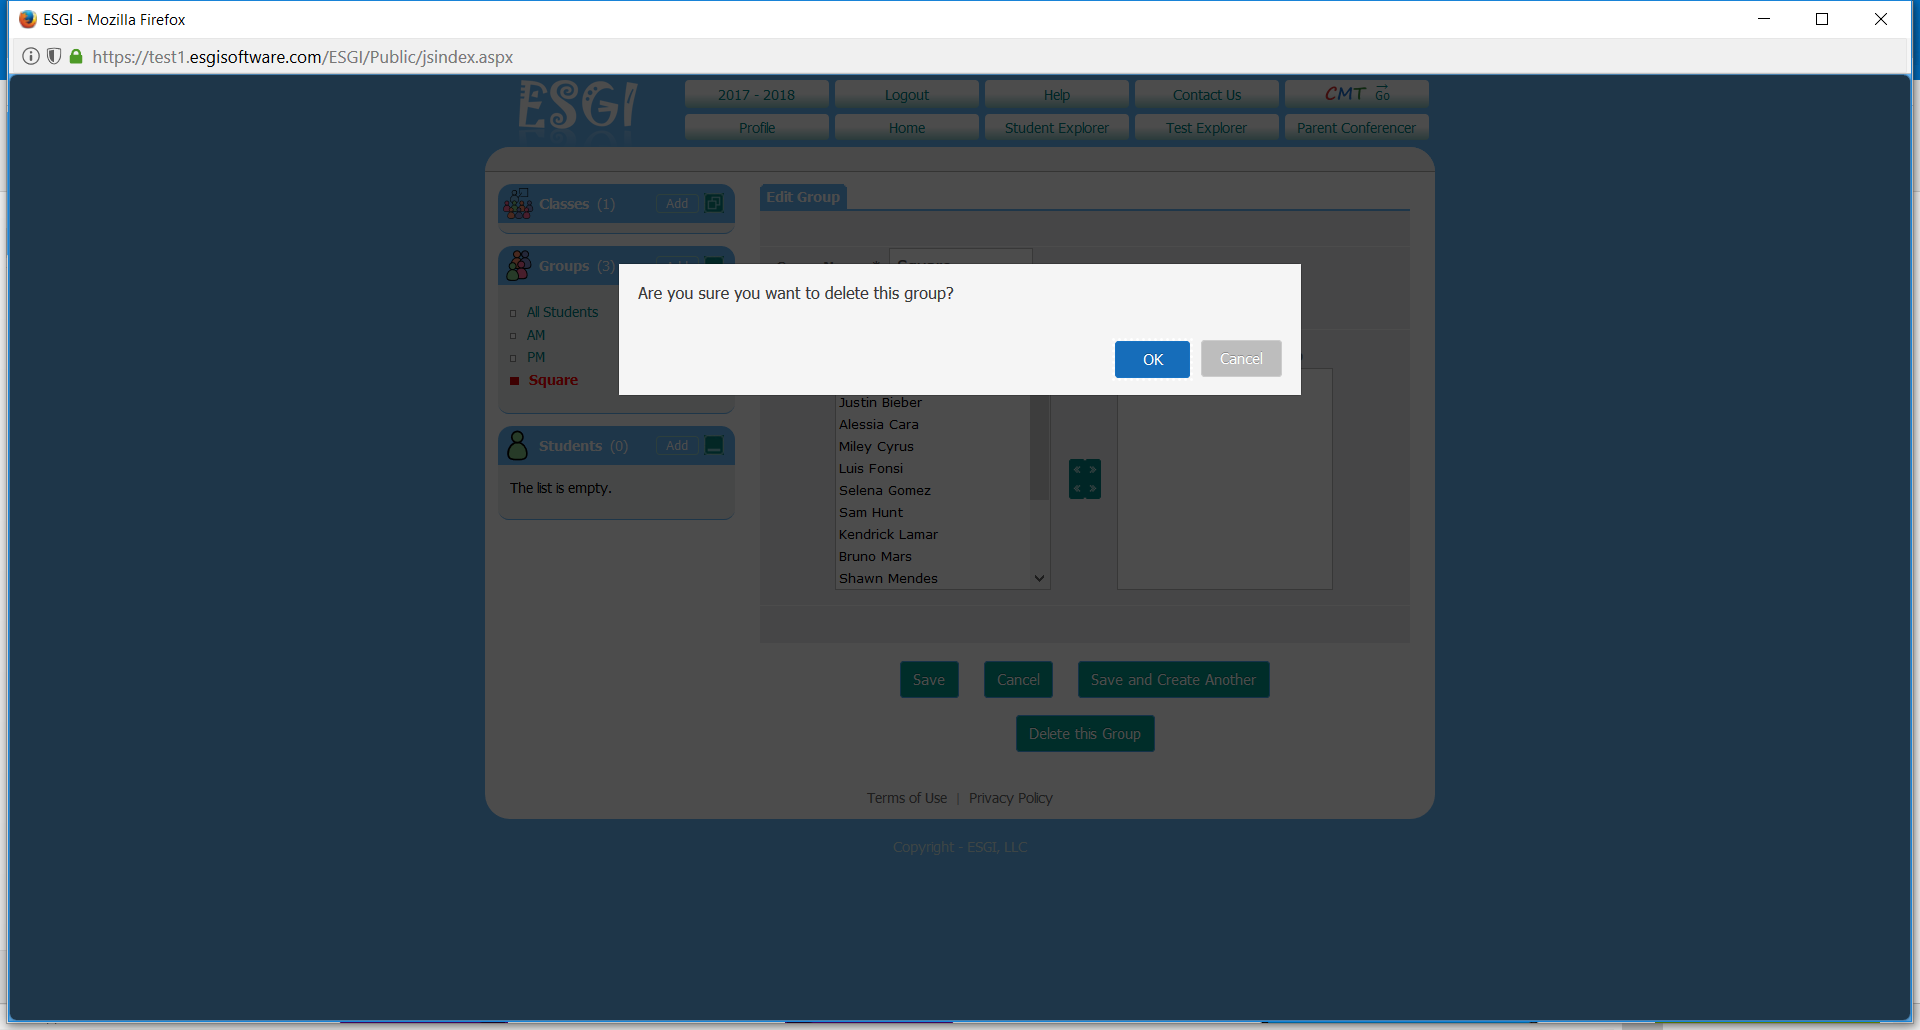 ESGI - Mozilla Firefox
https://test1.esgisoftware.com/ESGI/Public/jsindex.aspx
ESGI
2017 - 2018
Logout
Help
Contact Us
CMT Go
Profile
Home
Student Explorer
Test Explorer
Parent Conferencer
Classes (1)
Add
Groups (3)
All Students
AM
PM
Square
Students (0)
Add
The list is empty.
Edit Group
Are you sure you want to delete this group?
OK
Cancel
Justin Bieber
Alessia Cara
Miley Cyrus
Luis Fonsi
Selena Gomez
Sam Hunt
Kendrick Lamar
Bruno Mars
Shawn Mendes
Save
Cancel
Save and Create Another
Delete this Group
Terms of Use | Privacy Policy
Copyright - ESGI, LLC